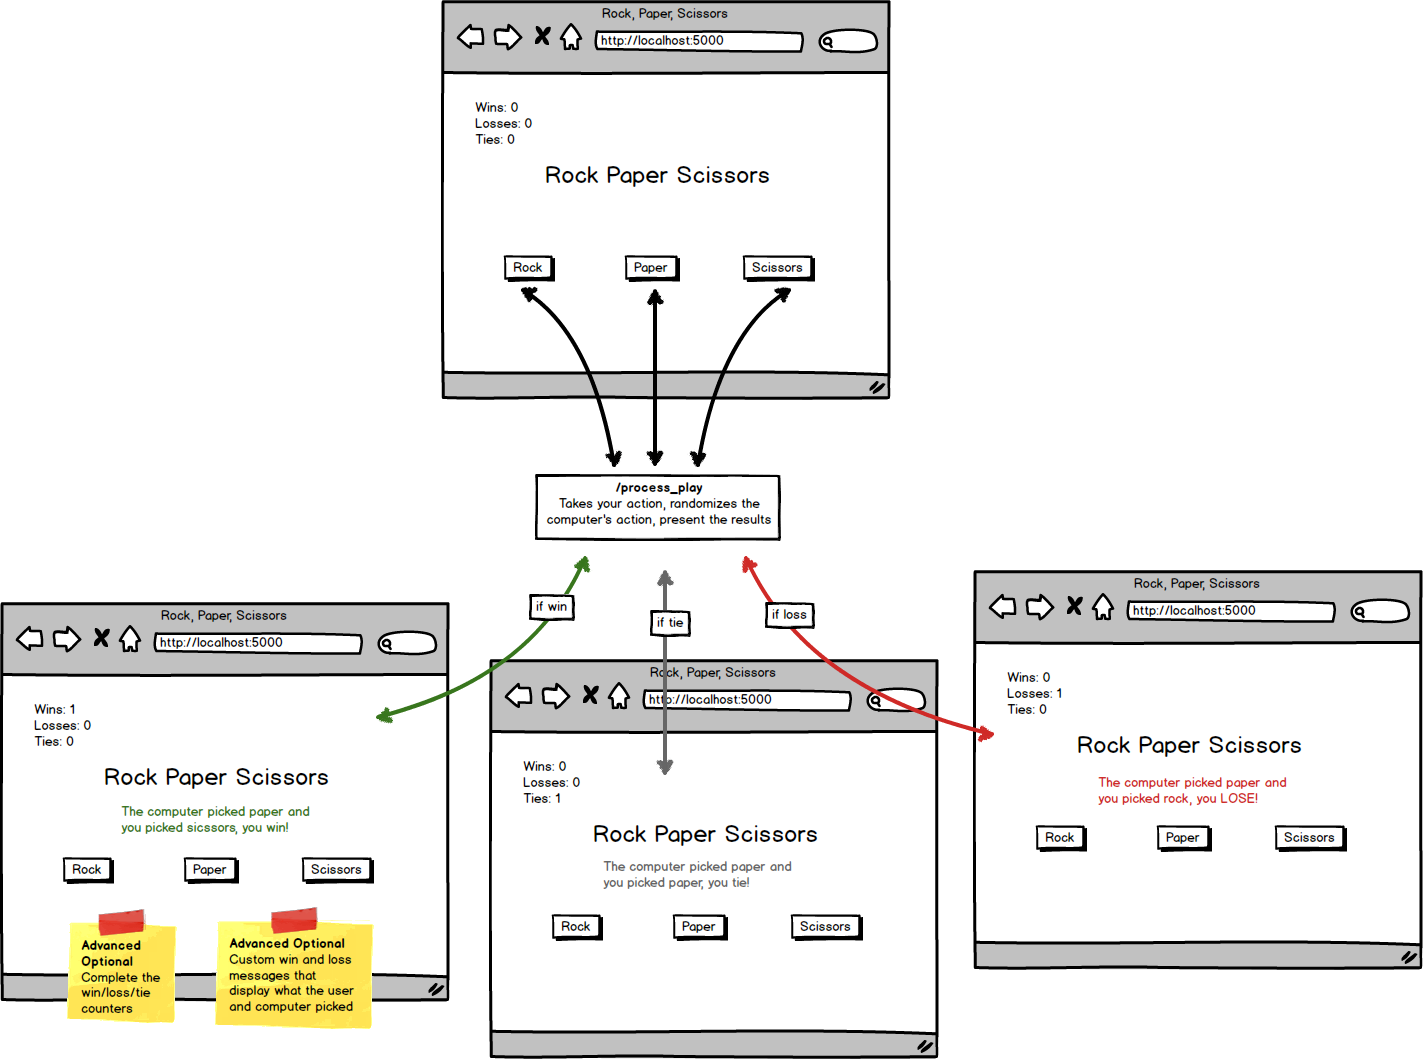 Rock, Paper, Scissors
http://localhost:5000
Wins: 0
Losses: 0
Ties: 0
Rock Paper Scissors
Rock
Paper
Scissors
/process_play
Takes your action, randomizes the
computer's action, present the results
if win
if tie
if loss
Rock, Paper, Scissors
http://localhost:5000
Wins: 1
Losses: 0
Ties: 0
Rock Paper Scissors
The computer picked paper and
you picked sicssors, you win!
Rock
Paper
Scissors
Advanced
Optional
Complete the
win/loss/tie
counters
Advanced Optional
Custom win and loss
messages that
display what the user
and computer picked
Rock, Paper, Scissors
http://localhost:5000
Wins: 0
Losses: 0
Ties: 1
Rock Paper Scissors
The computer picked paper and
you picked paper, you tie!
Rock
Paper
Scissors
Rock, Paper, Scissors
http://localhost:5000
Wins: 0
Losses: 1
Ties: 0
Rock Paper Scissors
The computer picked paper and
you picked rock, you LOSE!
Rock
Paper
Scissors